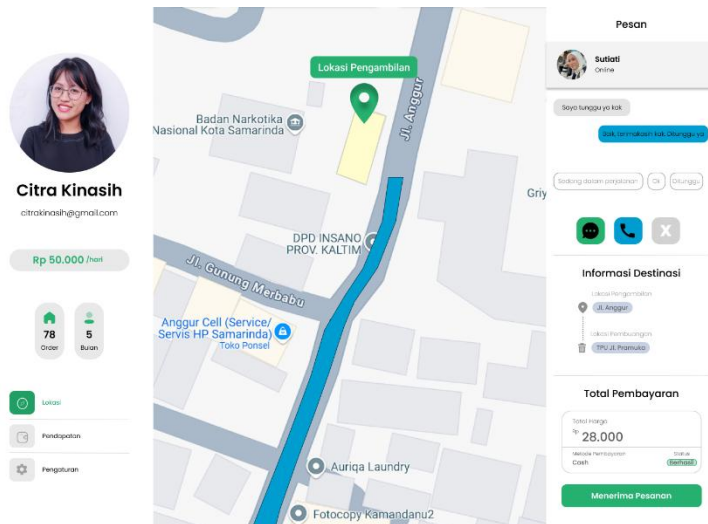 Citra Kinasih
citrakinasih@gmail.com
Rp 50.000 /hari
78
Order
5
Bulan
Lokasi
Pendapatan
Pengaturan
Lokasi Pengambilan
Jl. Anggur
Badan Narkotika
Nasional Kota Samarinda
Griy
DPD INSANO
PROV. KALTIM
Jl. Gunung Merbabu
Anggur Cell (Service/
Servis HP Samarinda)
Toko Ponsel
Auriqa Laundry
Fotocopy Kamandanu2
Pesan
Sutiati
Online
Saya tunggu ya kak
Baik, terimakasih kak. Ditunggu ya
Sedang dalam perjalanan
Ok
Ditunggu
X
Informasi Destinasi
Lokasi Pengambilan
Jl. Anggur
Lokasi Pembuangan
TPU Jl. Pramuka
Total Pembayaran
Total Harga
Rp 28.000
Metode Pembayaran
Status
Cash
Berhasil
Menerima Pesanan